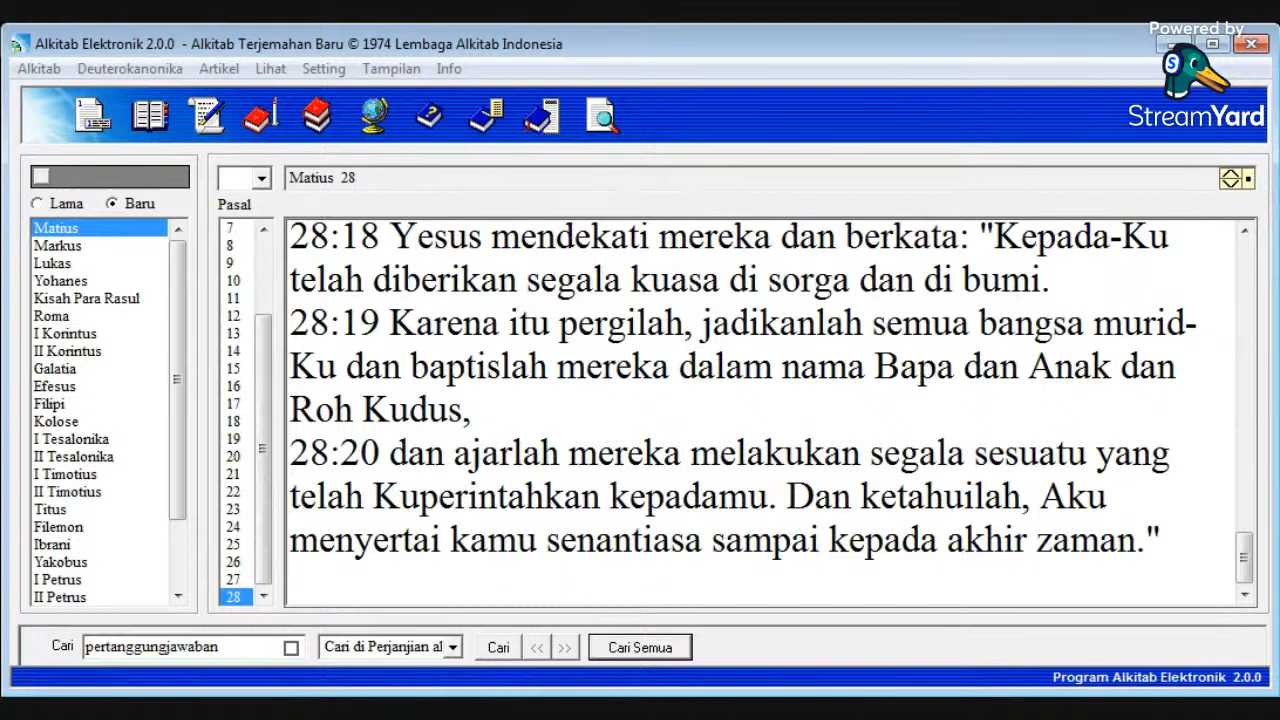 Powered by
StreamYard
Alkitab Elektronik 2.0.0 - Alkitab Terjemahan Baru © 1974 Lembaga Alkitab Indonesia
Alkitab Deuterokanonika Artikel Lihat Setting Tampilan Info
Matius 28
Lama Baru
Pasal
Matius
Markus
Lukas
Yohanes
Kisah Para Rasul
Roma
I Korintus
II Korintus
Galatia
Efesus
Filipi
Kolose
I Tesalonika
II Tesalonika
I Timotius
II Timotius
Titus
Filemon
Ibrani
Yakobus
I Petrus
II Petrus
7
8
9
10
11
12
13
14
15
16
17
18
19
20
21
22
23
24
25
26
27
28
28:18 Yesus mendekati mereka dan berkata: "Kepada-Ku
telah diberikan segala kuasa di sorga dan di bumi.
28:19 Karena itu pergilah, jadikanlah semua bangsa murid-
Ku dan baptislah mereka dalam nama Bapa dan Anak dan
Roh Kudus,
28:20 dan ajarlah mereka melakukan segala sesuatu yang
telah Kuperintahkan kepadamu. Dan ketahuilah, Aku
menyertai kamu senantiasa sampai kepada akhir zaman."
Cari pertanggungjawaban Cari di Perjanjian al Cari << >> Cari Semua
Program Alkitab Elektronik 2.0.0